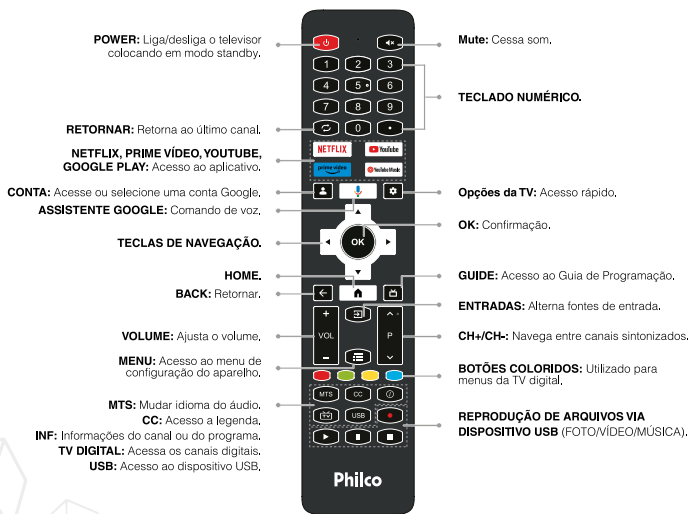 POWER: Liga/desliga o televisor
colocando em modo standby.
RETORNAR: Retorna ao último canal.
NETFLIX, PRIME VÍDEO, YOUTUBE,
GOOGLE PLAY: Acesso ao aplicativo.
CONTA: Acesse ou selecione uma conta Google.
ASSISTENTE GOOGLE: Comando de voz.
TECLAS DE NAVEGAÇÃO.
HOME.
BACK: Retornar.
VOLUME: Ajusta o volume.
MENU: Acesso ao menu de
configuração do aparelho.
MTS: Mudar idioma do áudio.
CC: Acesso a legenda.
INF: Informações do canal ou do programa.
TV DIGITAL: Acessa os canais digitais.
USB: Acesso ao dispositivo USB.
1 2 3
4 5 6
7 8 9
0
NETFLIX YouTube
prime video YouTube Music
OK
+
VOL P
-
MTS CC
USB
Philco
Mute: Cessa som.
TECLADO NUMÉRICO.
Opções da TV: Acesso rápido.
OK: Confirmação.
GUIDE: Acesso ao Guia de Programação.
ENTRADAS: Alterna fontes de entrada.
CH+/CH-: Navega entre canais sintonizados.
BOTÕES COLORIDOS: Utilizado para
menus da TV digital.
REPRODUÇÃO DE ARQUIVOS VIA
DISPOSITIVO USB (FOTO/VÍDEO/MÚSICA).